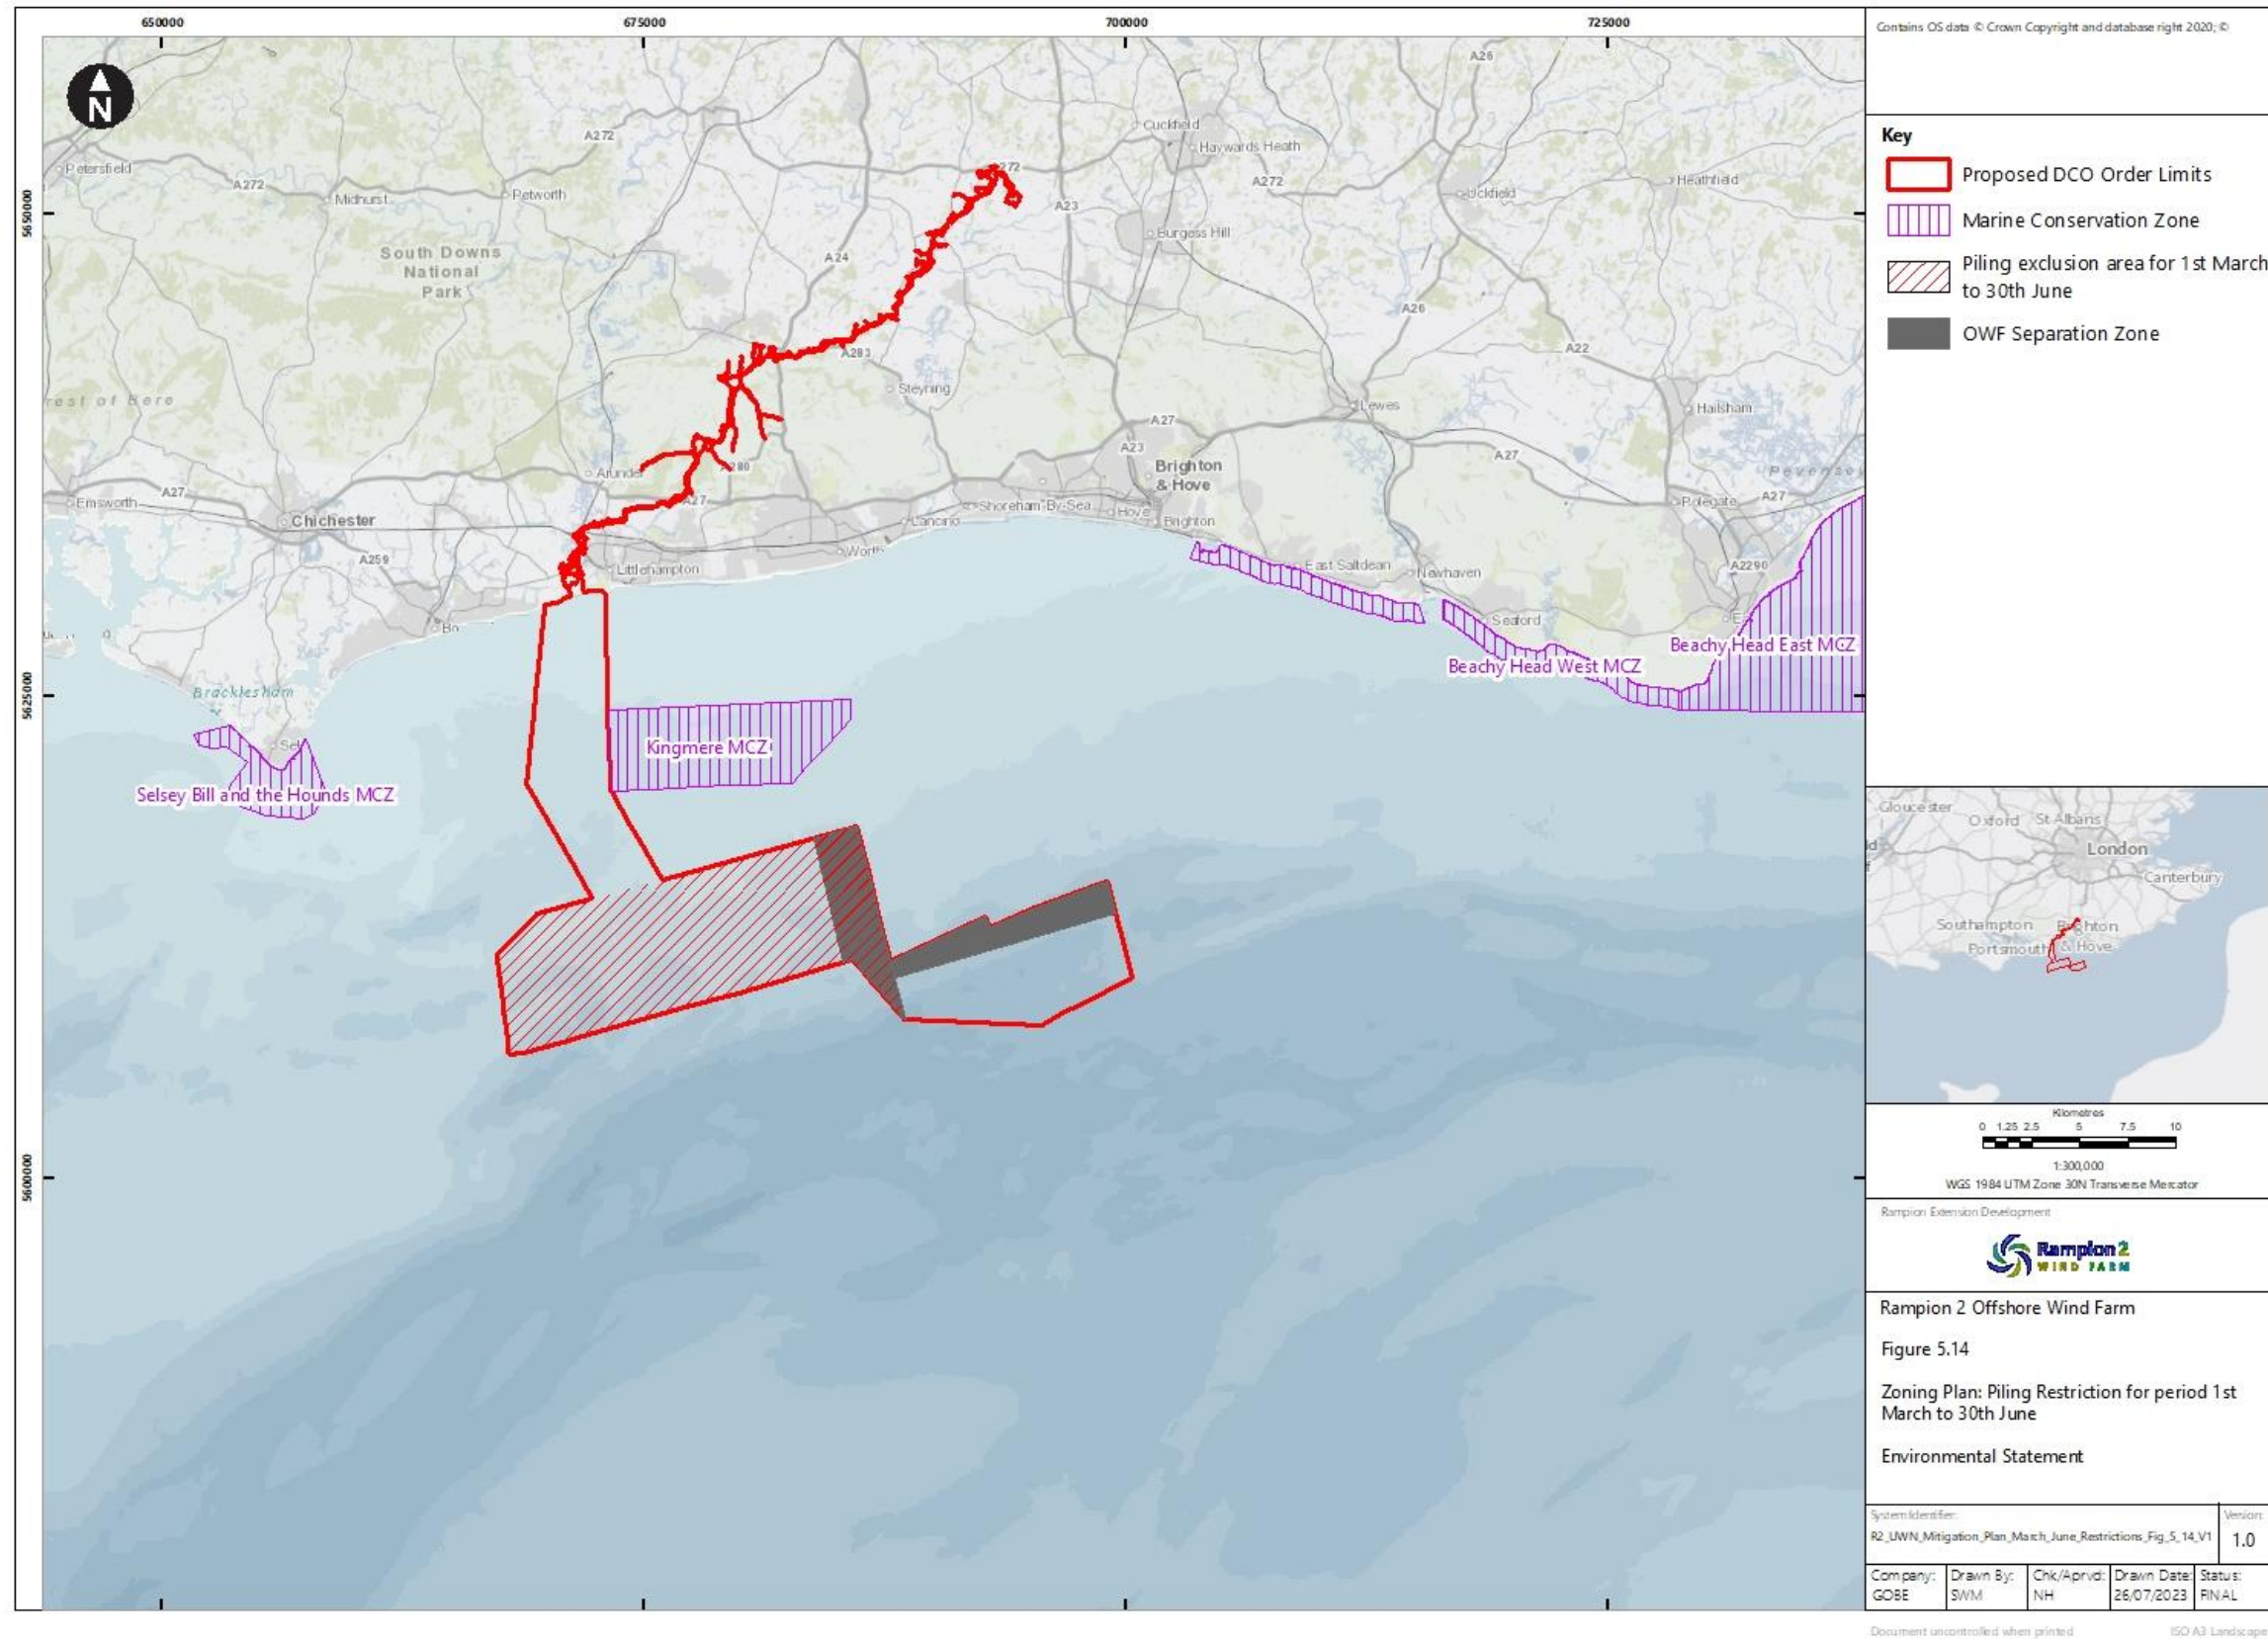 650000
675000
700000
725000
5650000
5625000
5600000
N
A26
Cuckfield
A272
Haywards Heath
Petersfield
A272
272
A272
Heathfield
Midhurst
Petworth
Uckfield
A23
Burgess Hill
South Downs
National
Park
A24
A26
A22
A283
Steyning
rest of Bere
Lewes
Hailsham
A27
A23
Arundel
A280
Brighton
& Hove
A27
A27
Emsworth
A27
Polegate
A27
Chichester
Shoreham-By-Sea
Hove
Lancing
Brighton
A259
Worth
Littlehampton
East Saltdean
Newhaven
A2290
Seaford
Bo
Beachy Head East MCZ
Beachy Head West MCZ
Bracklesham
Sel
Kingmere MCZ
Selsey Bill and the Hounds MCZ
Contains OS data © Crown Copyright and database right 2020; ©
Key
Proposed DCO Order Limits
Marine Conservation Zone
Piling exclusion area for 1st March
to 30th June
OWF Separation Zone
Gloucester
Oxford
St Albans
London
Canterbury
Southampton
Brighton
Portsmouth
& Hove
Kilometres
0 1.25 2.5 5 7.5 10
1:300,000
WGS 1984 UTM Zone 30N Transverse Mercator
Rampion Extension Development
Rampion 2
WIND FARM
Rampion 2 Offshore Wind Farm
Figure 5.14
Zoning Plan: Piling Restriction for period 1st
March to 30th June
Environmental Statement
System Identifier:
R2_UWN_Mitigation_Plan_March_June_Restrictions_Fig_5_14_V1
Version:
1.0
Company:
GOBE
Drawn By:
SWM
Chk/Aprvd:
NH
Drawn Date:
26/07/2023
Status:
FINAL
Document uncontrolled when printed
ISO A3 Landscape